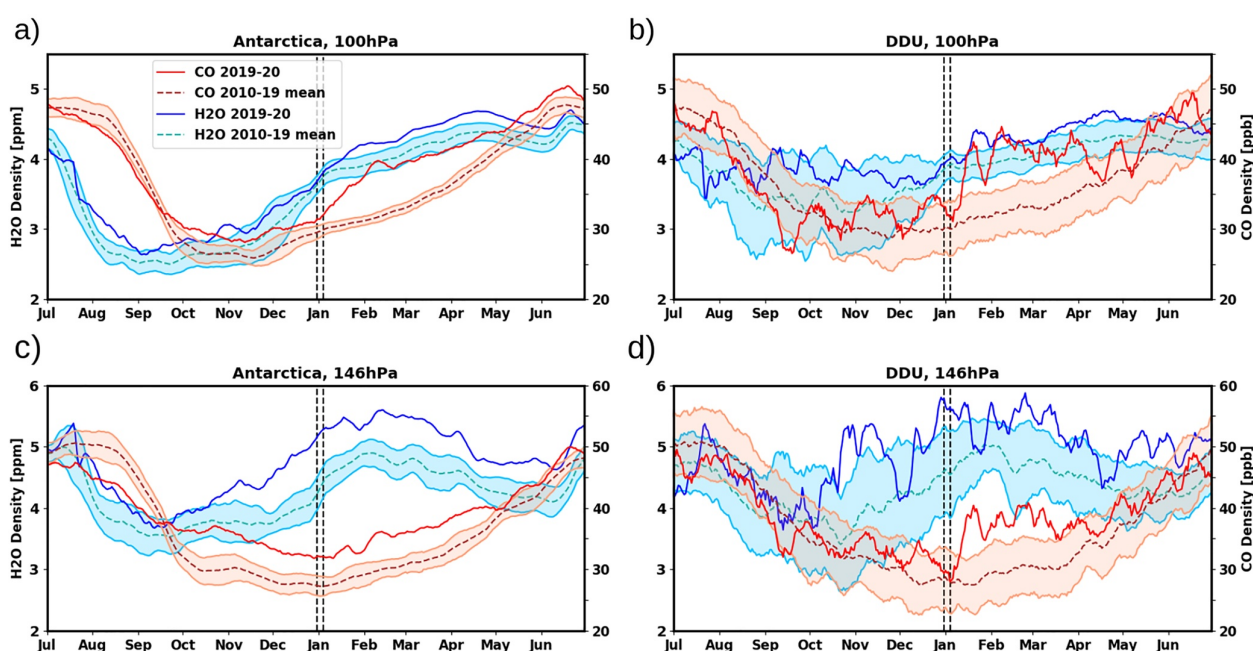 a)
Antarctica, 100hPa
CO 2019-20
CO 2010-19 mean
H2O 2019-20
H2O 2010-19 mean
H2O Density [ppm]
5
4
3
2
50
40
30
20
Jul Aug Sep Oct Nov Dec Jan Feb Mar Apr May Jun
b)
DDU, 100hPa
5
4
3
2
50
40
30
20
CO Density [ppb]
Jul Aug Sep Oct Nov Dec Jan Feb Mar Apr May Jun
c)
Antarctica, 146hPa
H2O Density [ppm]
6
5
4
3
2
60
50
40
30
20
Jul Aug Sep Oct Nov Dec Jan Feb Mar Apr May Jun
d)
DDU, 146hPa
6
5
4
3
2
60
50
40
30
20
CO Density [ppb]
Jul Aug Sep Oct Nov Dec Jan Feb Mar Apr May Jun